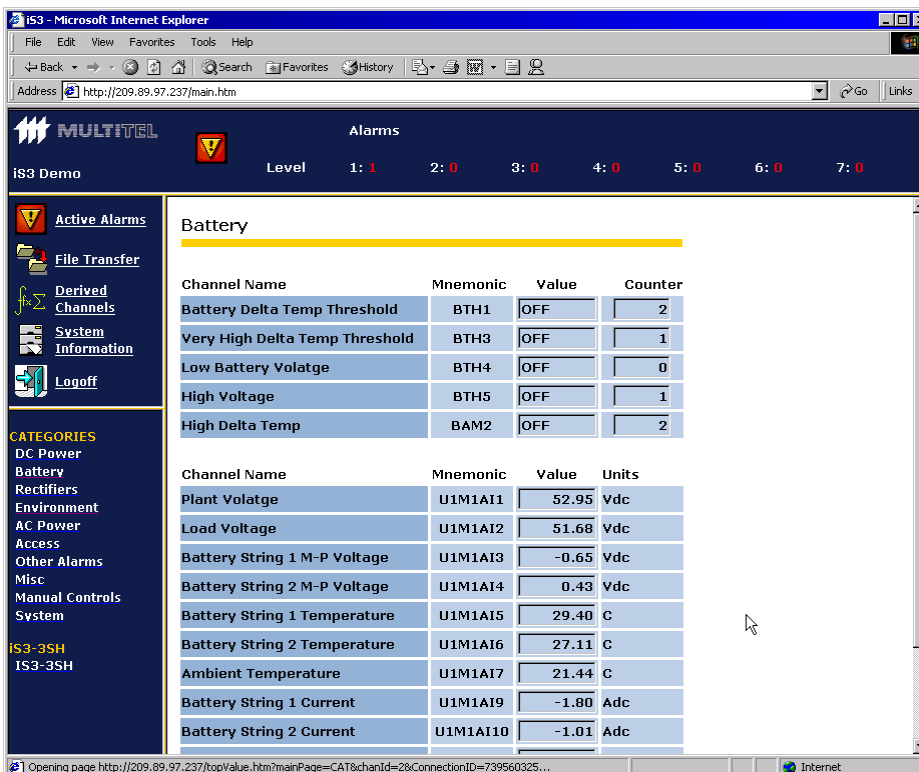 iS3 - Microsoft Internet Explorer
File Edit View Favorites Tools Help
Back Search Favorites History
Address http://209.89.97.237/main.htm Go Links
MULTITEL
Alarms
iS3 Demo
Level 1: 1 2: 0 3: 0 4: 0 5: 0 6: 0 7: 0
Active Alarms
File Transfer
Derived
Channels
System
Information
Logoff
CATEGORIES
DC Power
Battery
Rectifiers
Environment
AC Power
Access
Other Alarms
Misc
Manual Controls
System
iS3-3SH
IS3-3SH
Battery
Channel Name Mnemonic Value Counter
Battery Delta Temp Threshold BTH1 OFF 2
Very High Delta Temp Threshold BTH3 OFF 1
Low Battery Volatge BTH4 OFF 0
High Voltage BTH5 OFF 1
High Delta Temp BAM2 OFF 2
Channel Name Mnemonic Value Units
Plant Volatge U1M1AI1 52.95 Vdc
Load Voltage U1M1AI2 51.68 Vdc
Battery String 1 M-P Voltage U1M1AI3 -0.65 Vdc
Battery String 2 M-P Voltage U1M1AI4 0.43 Vdc
Battery String 1 Temperature U1M1AI5 29.40 C
Battery String 2 Temperature U1M1AI6 27.11 C
Ambient Temperature U1M1AI7 21.44 C
Battery String 1 Current U1M1AI9 -1.80 Adc
Battery String 2 Current U1M1AI10 -1.01 Adc
Opening page http://209.89.97.237/topValue.htm?mainPage=CAT&chanId=2&ConnectionID=739560325... Internet